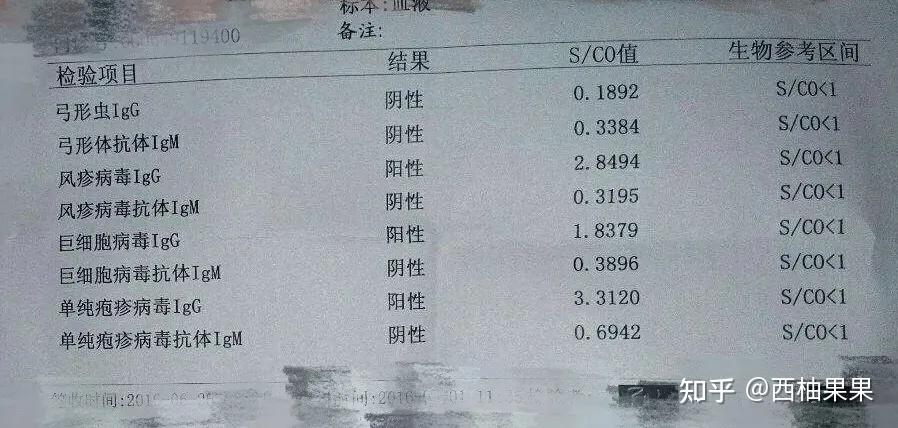 标本:血液
119400
备注:
检验项目 结果 S/CO值 生物参考区间
弓形虫IgG 阴性 0.1892 S/CO<1
弓形体抗体IgM 阴性 0.3384 S/CO<1
风疹病毒IgG 阳性 2.8494 S/CO<1
风疹病毒抗体IgM 阴性 0.3195 S/CO<1
巨细胞病毒IgG 阳性 1.8379 S/CO<1
巨细胞病毒抗体IgM 阴性 0.3896 S/CO<1
单纯疱疹病毒IgG 阳性 3.3120 S/CO<1
单纯疱疹病毒抗体IgM 阴性 0.6942 S/CO<1
签收时间:
知乎 @西柚果果